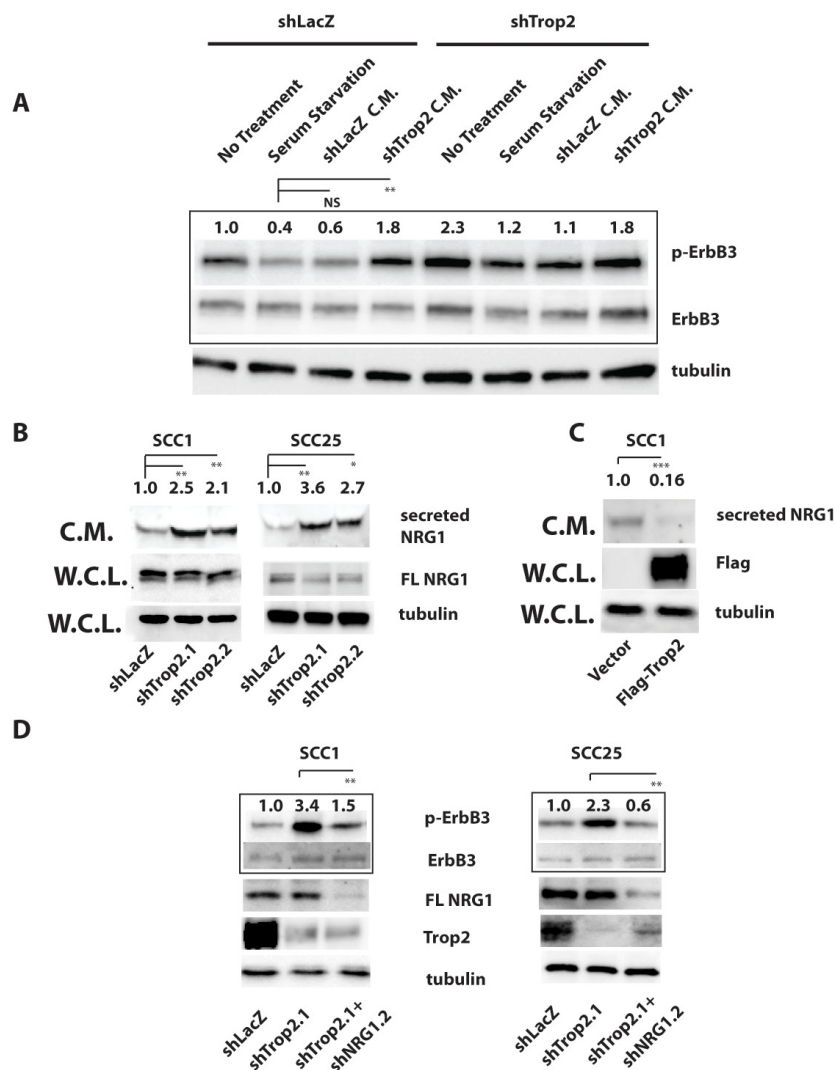 shLacZ shTrop2
A
No Treatment Serum Starvation shLacZ C.M. shTrop2 C.M. No Treatment Serum Starvation shLacZ C.M. shTrop2 C.M.
**
NS
1.0 0.4 0.6 1.8 2.3 1.2 1.1 1.8
p-ErbB3
ErbB3
tubulin
B
SCC1 SCC25
** ** ** *
1.0 2.5 2.1 1.0 3.6 2.7
C.M. secreted
NRG1
W.C.L. FL NRG1
W.C.L. tubulin
shLacZ shTrop2.1 shTrop2.2 shLacZ shTrop2.1 shTrop2.2
C
SCC1
***
1.0 0.16
C.M. secreted NRG1
W.C.L. Flag
W.C.L. tubulin
Vector Flag-Trop2
D
SCC1 SCC25
** **
1.0 3.4 1.5 1.0 2.3 0.6
p-ErbB3
ErbB3
FL NRG1
Trop2
tubulin
shLacZ shTrop2.1 shTrop2.1+ shLacZ shTrop2.1 shTrop2.1+
shNRG1.2 shNRG1.2